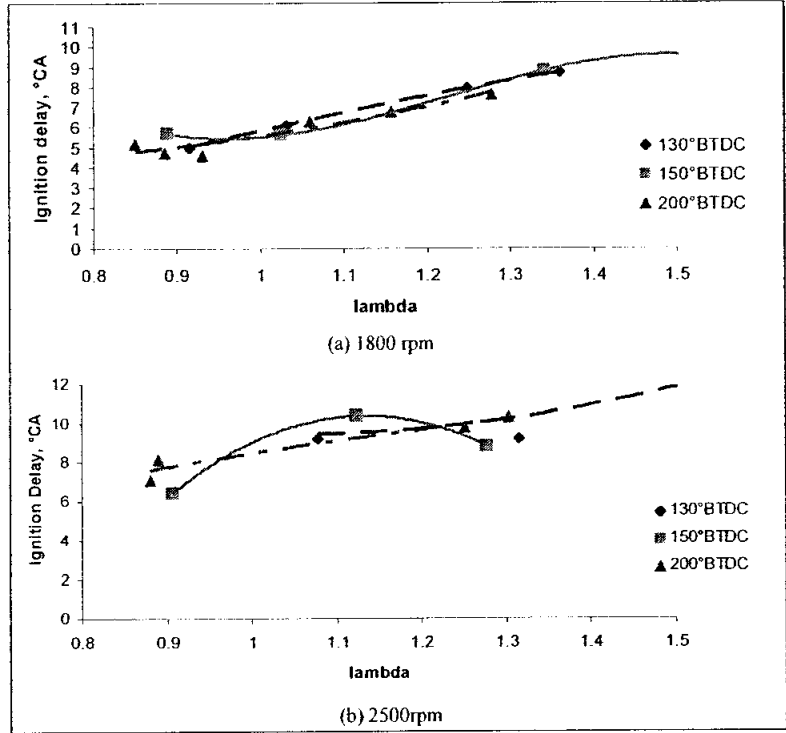 Ignition delay, °CA
11
10
9
8
7
6
5
4
3
2
1
0
0.8 0.9 1 1.1 1.2 1.3 1.4 1.5
lambda
130°BTDC
150°BTDC
200°BTDC
(a) 1800 rpm
Ignition Delay, °CA
12
10
8
6
4
2
0
0.8 0.9 1 1.1 1.2 1.3 1.4 1.5
lambda
130°BTDC
150°BTDC
200°BTDC
(b) 2500rpm